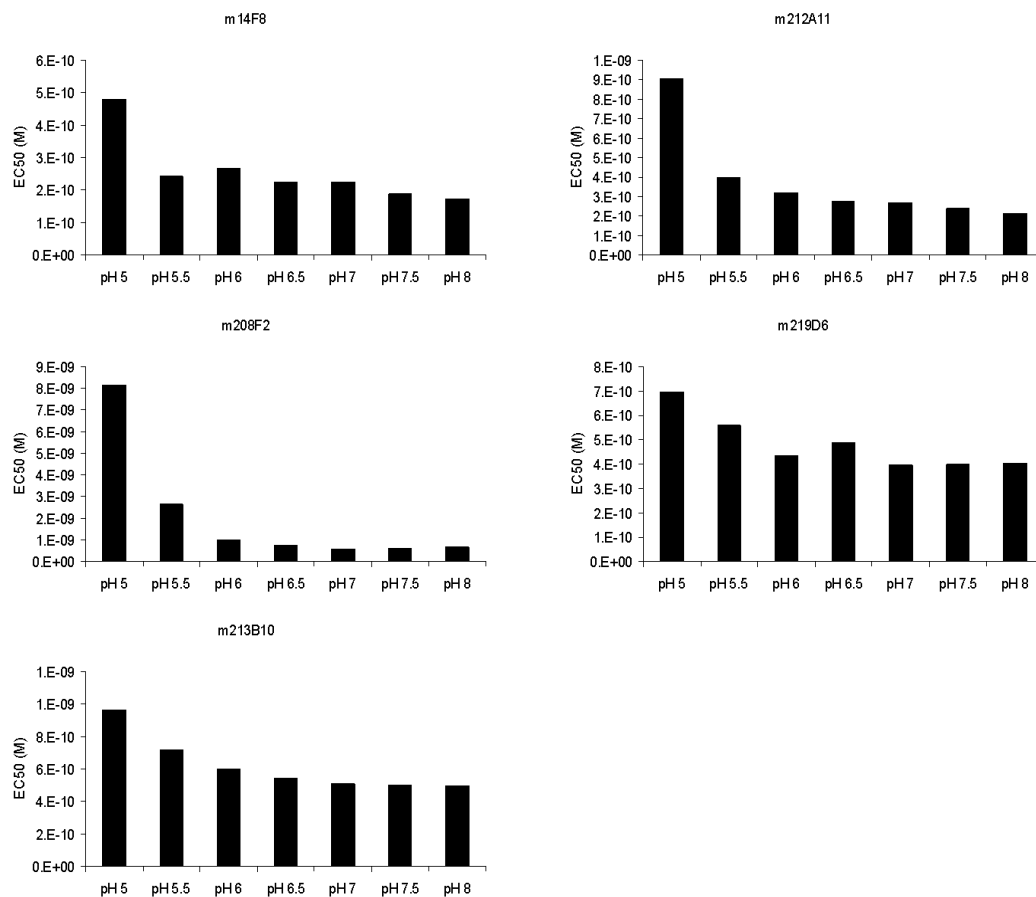 m14F8
EC50 (M)
6.E-10
5.E-10
4.E-10
3.E-10
2.E-10
1.E-10
0.E+00
pH 5 pH 5.5 pH 6 pH 6.5 pH 7 pH 7.5 pH 8
m212A11
EC50 (M)
1.E-09
9.E-10
8.E-10
7.E-10
6.E-10
5.E-10
4.E-10
3.E-10
2.E-10
1.E-10
0.E+00
pH 5 pH 5.5 pH 6 pH 6.5 pH 7 pH 7.5 pH 8
m208F2
EC50 (M)
9.E-09
8.E-09
7.E-09
6.E-09
5.E-09
4.E-09
3.E-09
2.E-09
1.E-09
0.E+00
pH 5 pH 5.5 pH 6 pH 6.5 pH 7 pH 7.5 pH 8
m219D6
EC50 (M)
8.E-10
7.E-10
6.E-10
5.E-10
4.E-10
3.E-10
2.E-10
1.E-10
0.E+00
pH 5 pH 5.5 pH 6 pH 6.5 pH 7 pH 7.5 pH 8
m213B10
EC50 (M)
1.E-09
1.E-09
8.E-10
6.E-10
4.E-10
2.E-10
0.E+00
pH 5 pH 5.5 pH 6 pH 6.5 pH 7 pH 7.5 pH 8